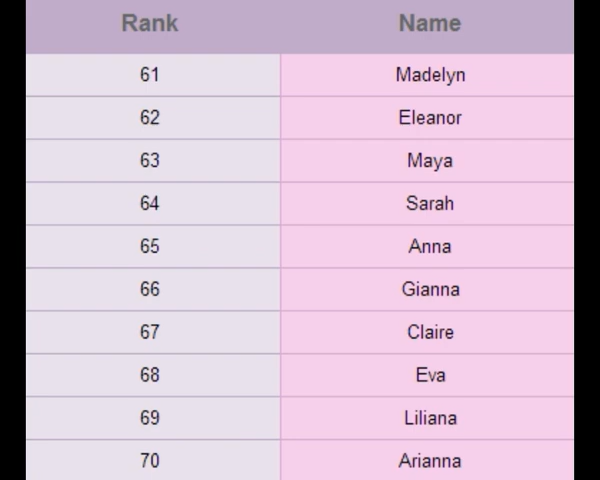 Rank Name
61 Madelyn
62 Eleanor
63 Maya
64 Sarah
65 Anna
66 Gianna
67 Claire
68 Eva
69 Liliana
70 Arianna